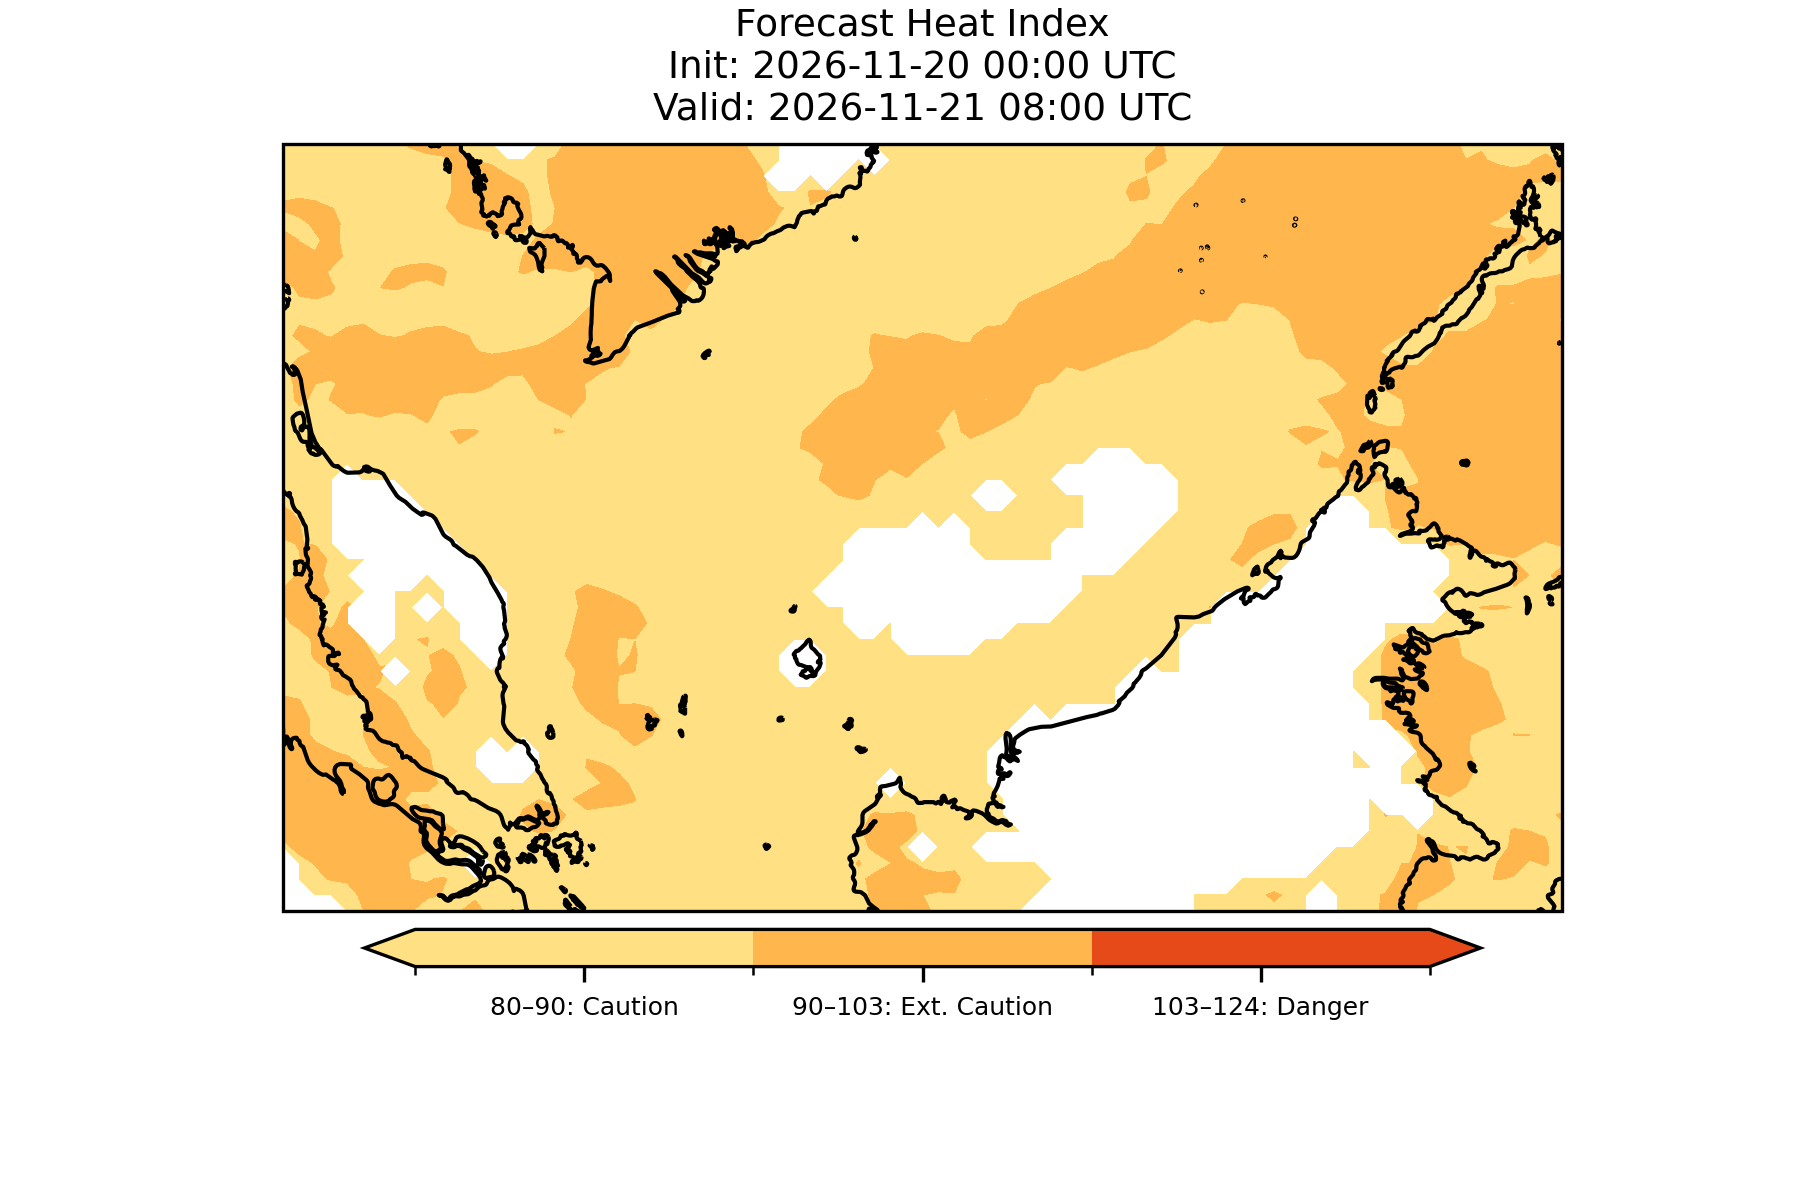 Forecast Heat Index
Init: 2026-11-20 00:00 UTC
Valid: 2026-11-21 08:00 UTC
80–90: Caution
90–103: Ext. Caution
103–124: Danger